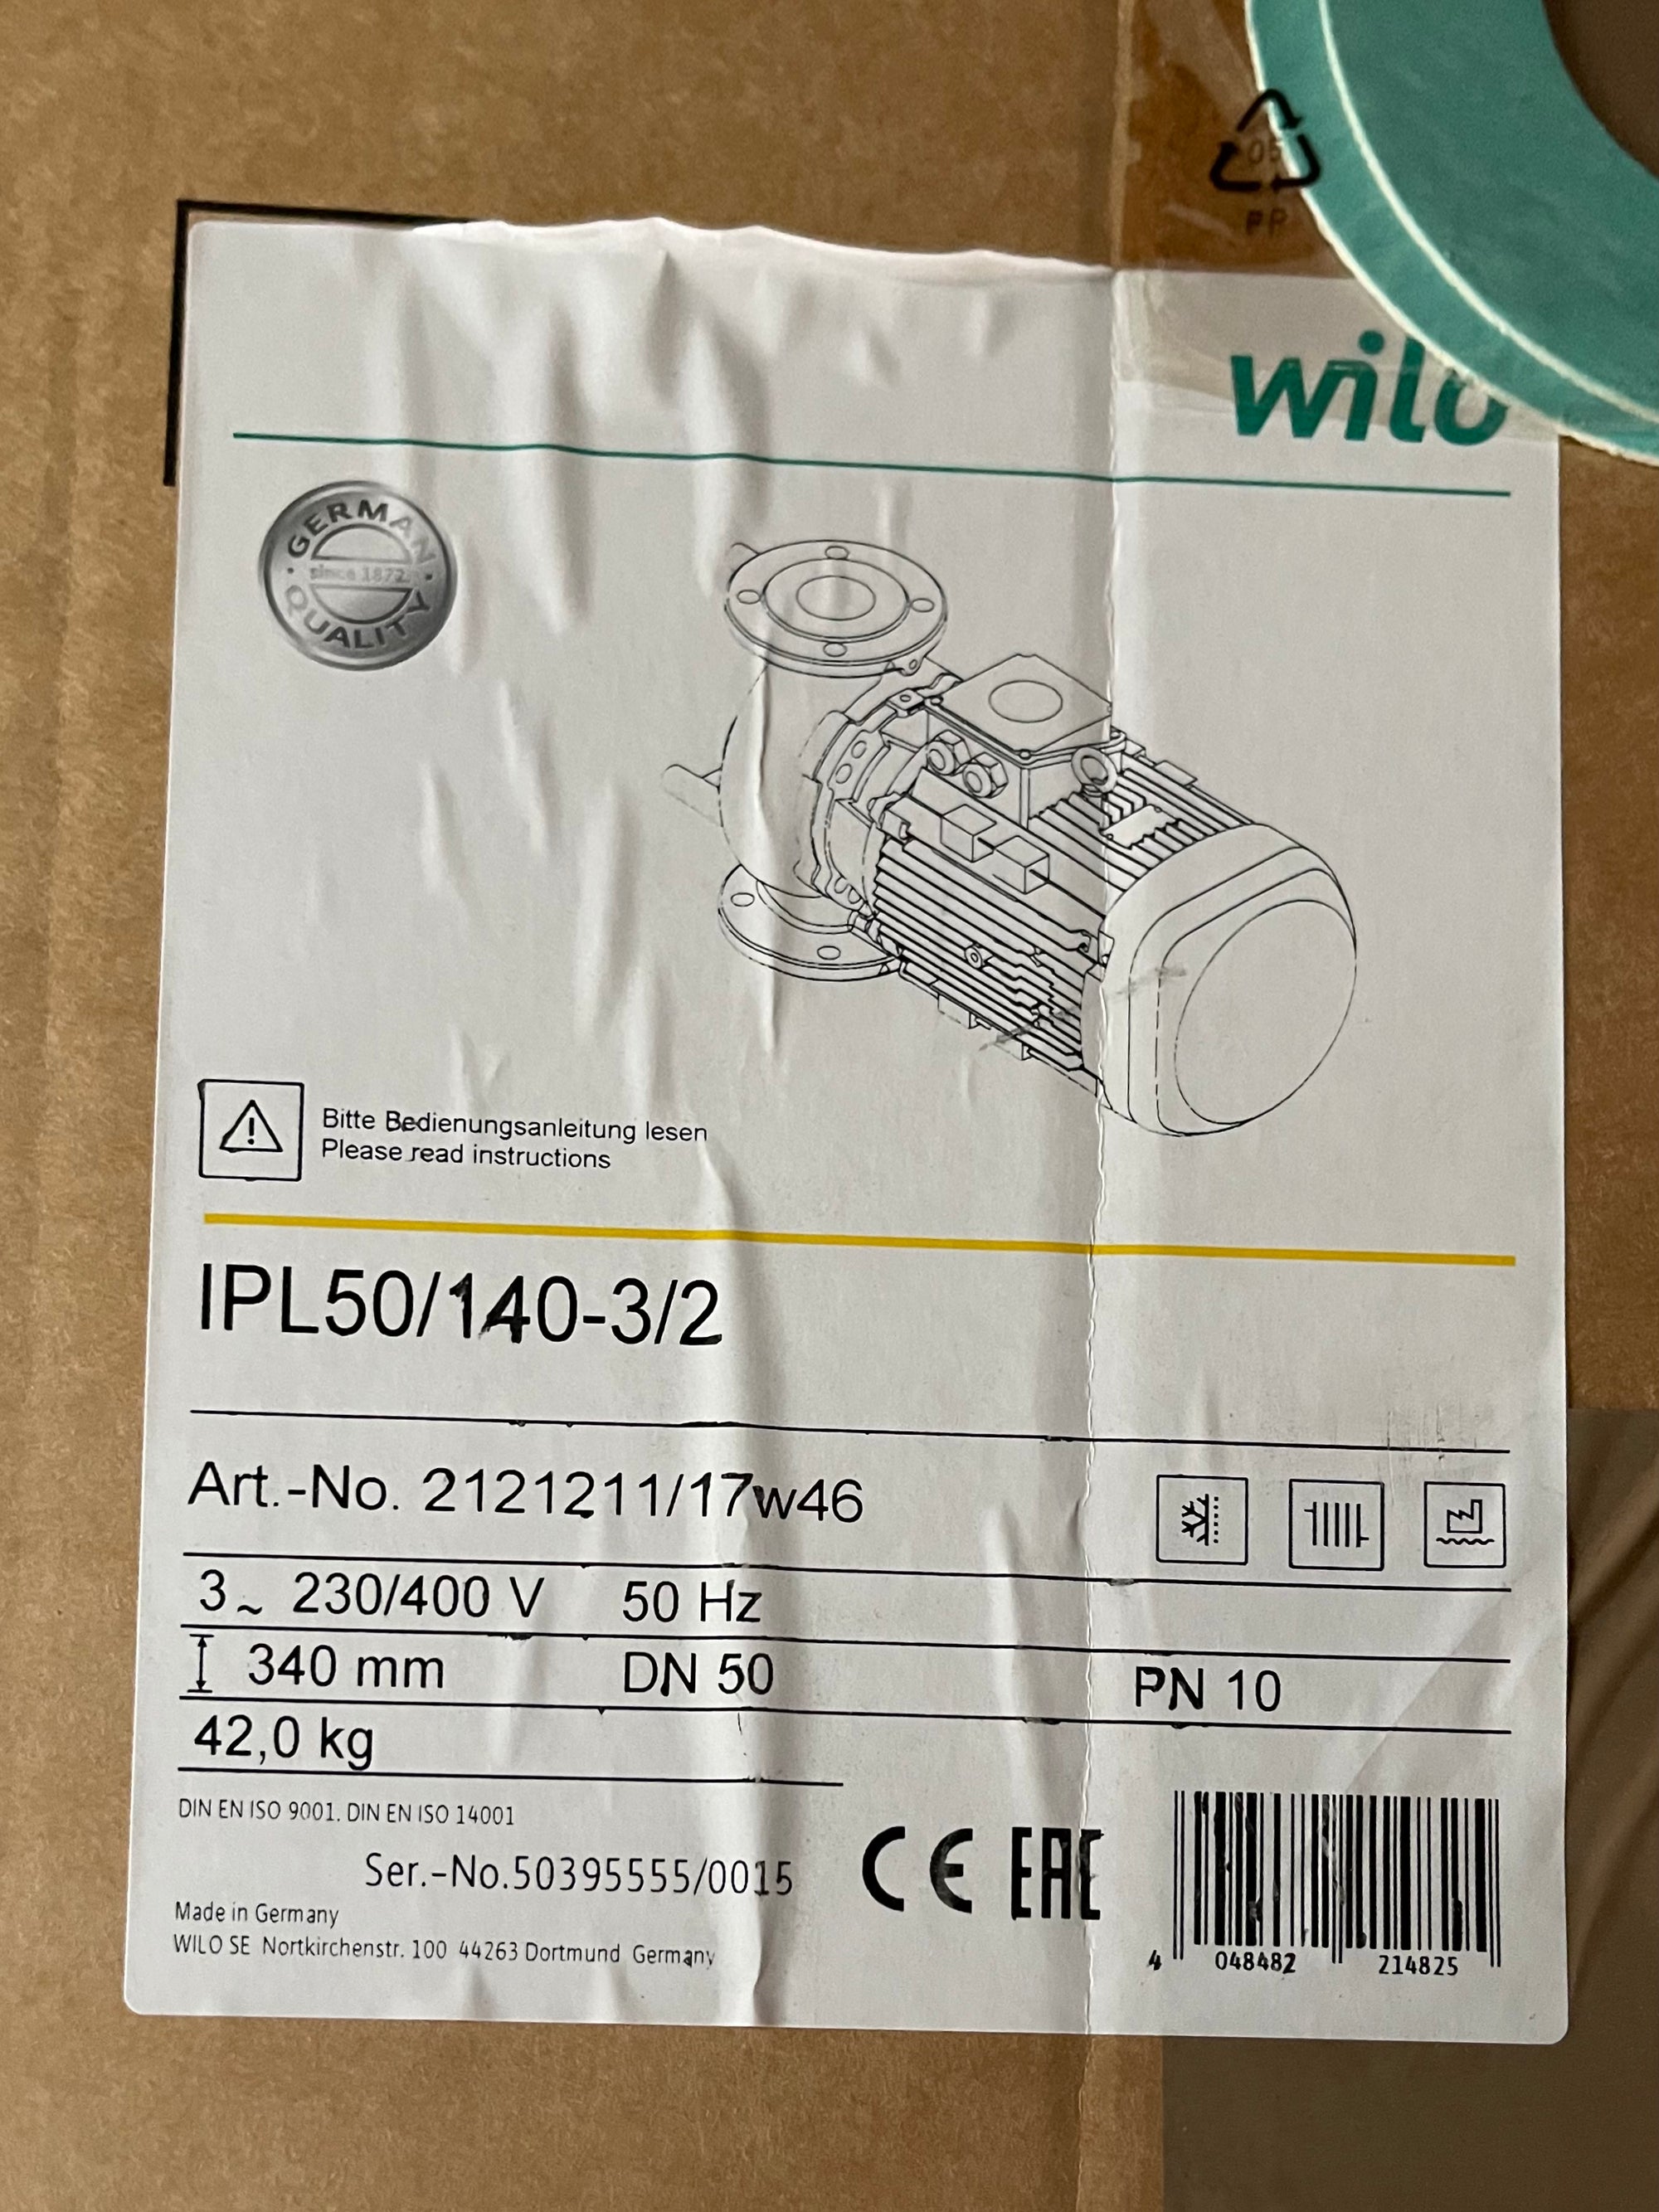 05
PP
wilo
GERMAN
since 1872
QUALITY
Bitte Bedienungsanleitung lesen
Please read instructions
IPL50/140-3/2
Art.-No. 2121211/17w46
3~ 230/400 V 50 Hz
340 mm DN 50 PN 10
42,0 kg
DIN EN ISO 9001. DIN EN ISO 14001
Ser.-No.50395555/0015
CE EAC
Made in Germany
WILO SE Nortkirchenstr. 100 44263 Dortmund Germany
4 048482 214825